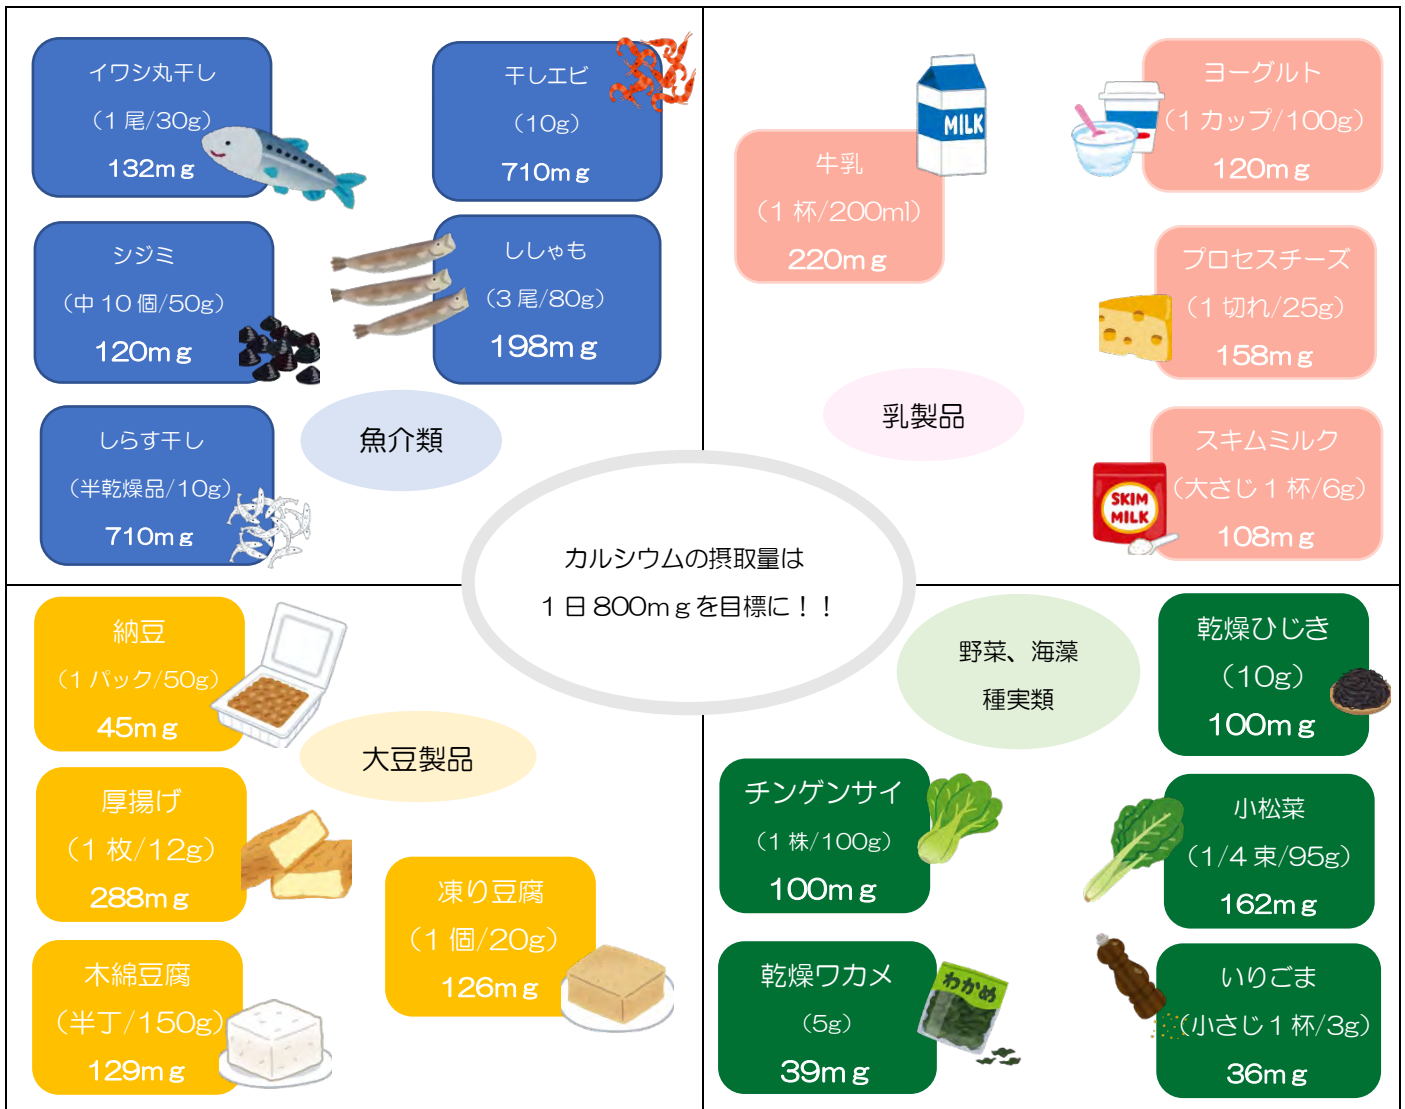 イワシ丸干し
（1 尾/30g）
132mｇ
干しエビ
（10g）
710mｇ
シジミ
（中 10 個/50g）
120mｇ
ししゃも
（3 尾/80g）
198mｇ
しらす干し
（半乾燥品/10g）
710mｇ
魚介類
牛乳
（1 杯/200ml）
220mｇ
MILK
ヨーグルト
（1 カップ/100g）
120mｇ
プロセスチーズ
（1 切れ/25g）
158mｇ
スキムミルク
（大さじ 1 杯/6g）
108mｇ
SKIM
MILK
乳製品
カルシウムの摂取量は
1 日 800mｇを目標に！！
納豆
（1 パック/50g）
45mｇ
厚揚げ
（1 枚/12g）
288mｇ
木綿豆腐
（半丁/150g）
129mｇ
大豆製品
凍り豆腐
（1 個/20g）
126mｇ
野菜、海藻
種実類
乾燥ひじき
（10g）
100mｇ
チンゲンサイ
（1 株/100g）
100mｇ
小松菜
（1/4 束/95g）
162mｇ
乾燥ワカメ
（5g）
39mｇ
わかめ
いりごま
（小さじ 1 杯/3g）
36mｇ